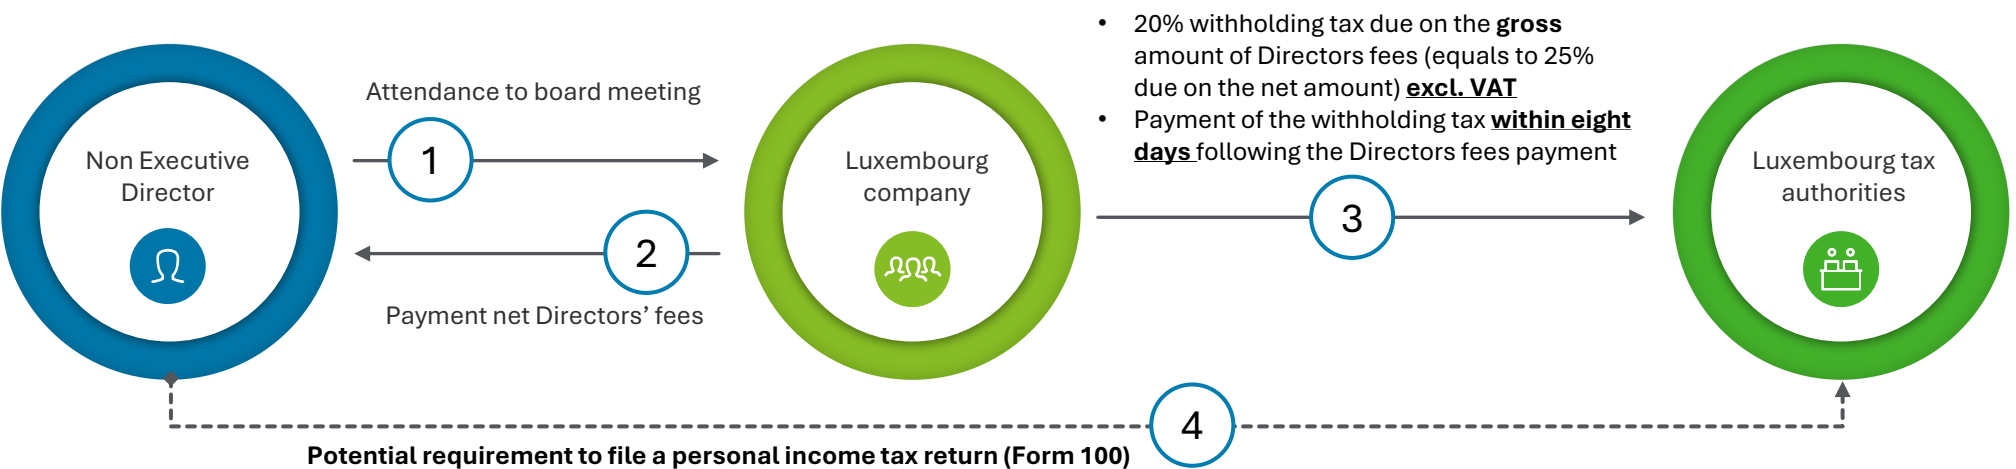 Non Executive
Director
Attendance to board meeting
1
2
Payment net Directors’ fees
Luxembourg
company
• 20% withholding tax due on the gross
amount of Directors fees (equals to 25%
due on the net amount) excl. VAT
• Payment of the withholding tax within eight
days following the Directors fees payment
3
Luxembourg tax
authorities
4
Potential requirement to file a personal income tax return (Form 100)